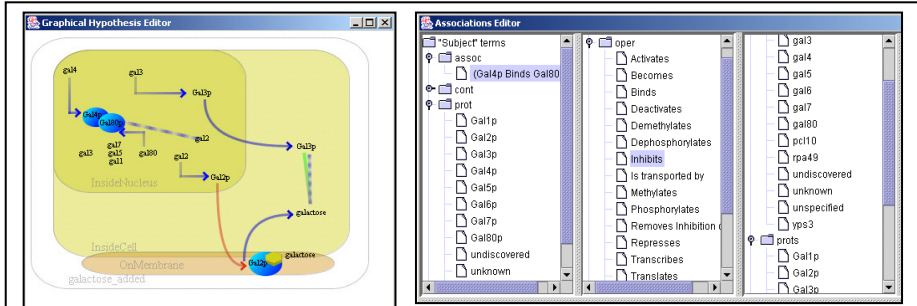 Graphical Hypothesis Editor
gal4
gal3
Gal3p
Gal4p
Gal80p
gal2
gal7
gal3
gal5
gal80
gal1
gal2
Gal3p
InsideNucleus
Gal2p
galactose
InsideCell
galactose
OnMembrane
Gal2p
galactose_added
Associations Editor
"Subject" terms
assoc
(Gal4p Binds Gal80
cont
prot
Gal1p
Gal2p
Gal3p
Gal4p
Gal5p
Gal6p
Gal7p
Gal80p
undiscovered
unknown
oper
Activates
Becomes
Binds
Deactivates
Demethylates
Dephosphorylates
Inhibits
Is transported by
Methylates
Phosphorylates
Removes Inhibition o
Represses
Transcribes
Translates
gal3
gal4
gal5
gal6
gal7
gal80
pcl10
rpa49
undiscovered
unknown
unspecified
yps3
prots
Gal1p
Gal2p
Gal3p